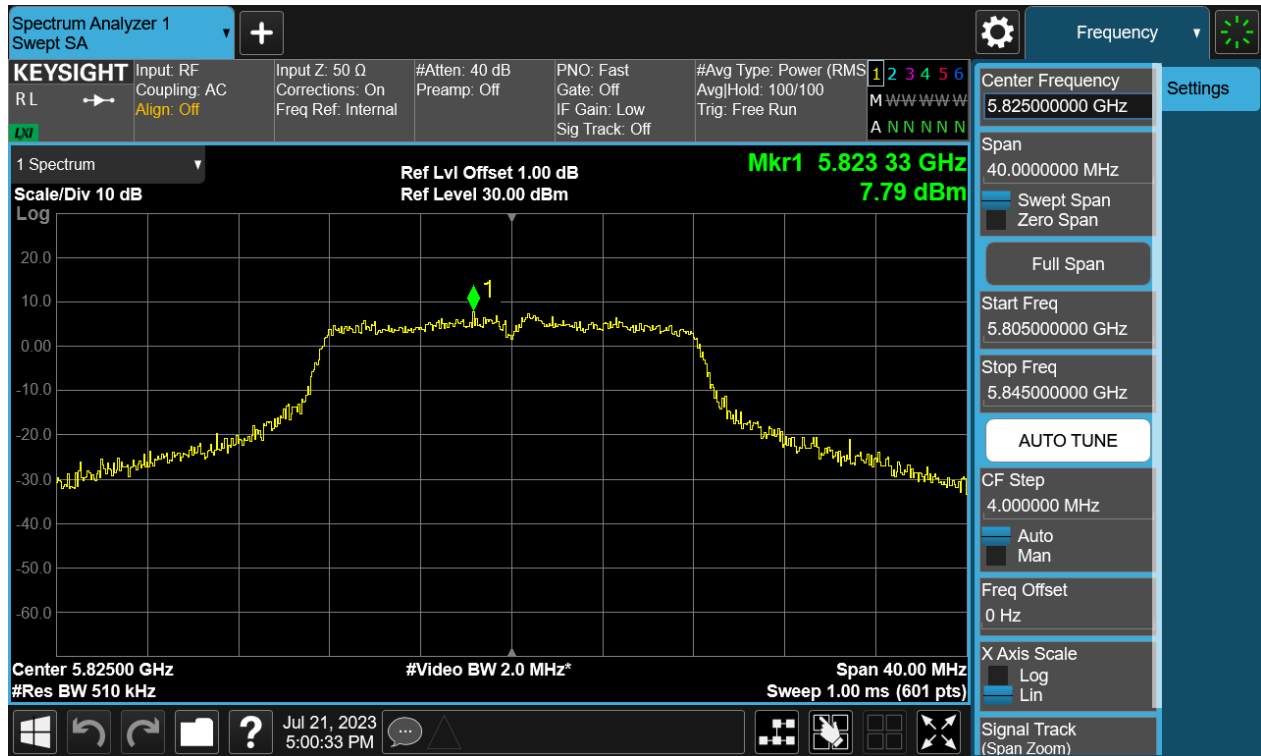 Spectrum Analyzer 1
Swept SA
Frequency
KEYSIGHT
R L
LXI
Input: RF
Coupling: AC
Align: Off
Input Z: 50 Ω
Corrections: On
Freq Ref: Internal
#Atten: 40 dB
Preamp: Off
PNO: Fast
Gate: Off
IF Gain: Low
Sig Track: Off
#Avg Type: Power (RMS
Avg|Hold: 100/100
Trig: Free Run
1 2 3 4 5 6
M W W W W W
A N N N N N
Center Frequency
5.825000000 GHz
Settings
Span
40.0000000 MHz
Swept Span
Zero Span
Full Span
Start Freq
5.805000000 GHz
Stop Freq
5.845000000 GHz
AUTO TUNE
CF Step
4.000000 MHz
Auto
Man
Freq Offset
0 Hz
X Axis Scale
Log
Lin
Signal Track
(Span Zoom)
1 Spectrum
Scale/Div 10 dB
Log
Ref Lvl Offset 1.00 dB
Ref Level 30.00 dBm
Mkr1 5.823 33 GHz
7.79 dBm
20.0
1
10.0
0.00
-10.0
-20.0
-30.0
-40.0
-50.0
-60.0
Center 5.82500 GHz
#Res BW 510 kHz
#Video BW 2.0 MHz*
Span 40.00 MHz
Sweep 1.00 ms (601 pts)
?
Jul 21, 2023
5:00:33 PM